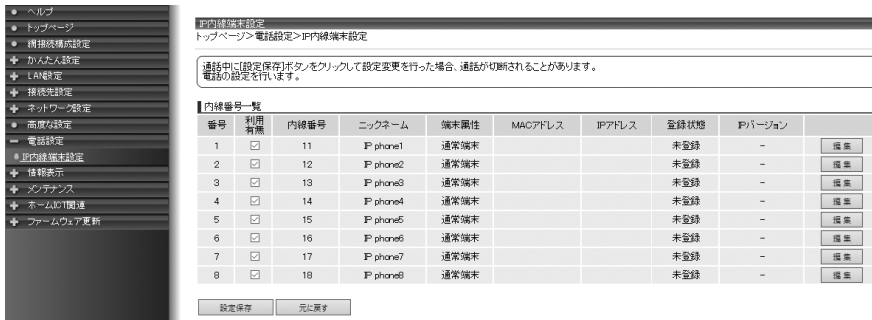 ヘルプ
トップページ
網接続構成設定
かんたん設定
LAN設定
接続先設定
ネットワーク設定
高度な設定
電話設定
IP内線端末設定
情報表示
メンテナンス
ホームICT関連
ファームウェア更新
IP内線端末設定
トップページ>電話設定>IP内線端末設定
通話中に[設定保存]ボタンをクリックして設定変更を行った場合、通話が切断されることがあります。
電話の設定を行います。
内線番号一覧
番号 利用有無 内線番号 ニックネーム 端末属性 MACアドレス IPアドレス 登録状態 IPバージョン
1 11 IP phone1 通常端末 未登録 - 編集
2 12 IP phone2 通常端末 未登録 - 編集
3 13 IP phone3 通常端末 未登録 - 編集
4 14 IP phone4 通常端末 未登録 - 編集
5 15 IP phone5 通常端末 未登録 - 編集
6 16 IP phone6 通常端末 未登録 - 編集
7 17 IP phone7 通常端末 未登録 - 編集
8 18 IP phone8 通常端末 未登録 - 編集
設定保存 元に戻す